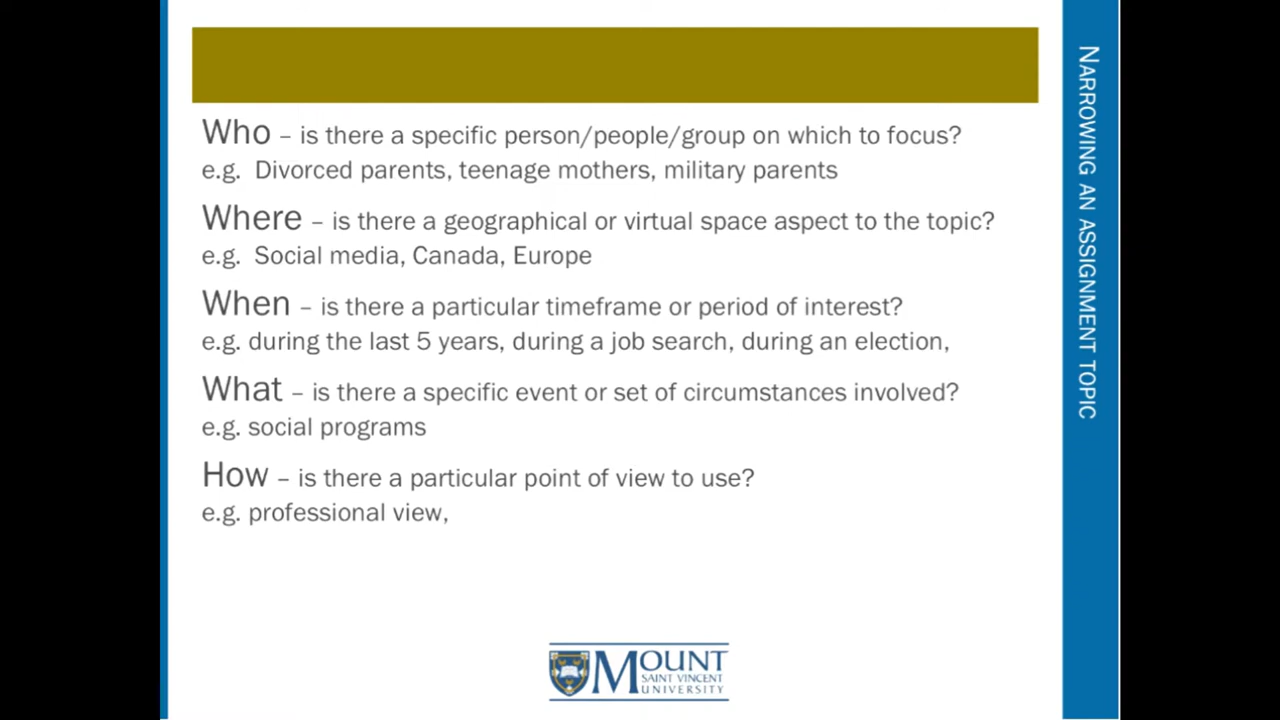 Who – is there a specific person/people/group on which to focus?
e.g. Divorced parents, teenage mothers, military parents
Where – is there a geographical or virtual space aspect to the topic?
e.g. Social media, Canada, Europe
When – is there a particular timeframe or period of interest?
e.g. during the last 5 years, during a job search, during an election,
What – is there a specific event or set of circumstances involved?
e.g. social programs
How – is there a particular point of view to use?
e.g. professional view,
NARROWING AN ASSIGNMENT TOPIC
MOUNT
SAINT VINCENT
UNIVERSITY